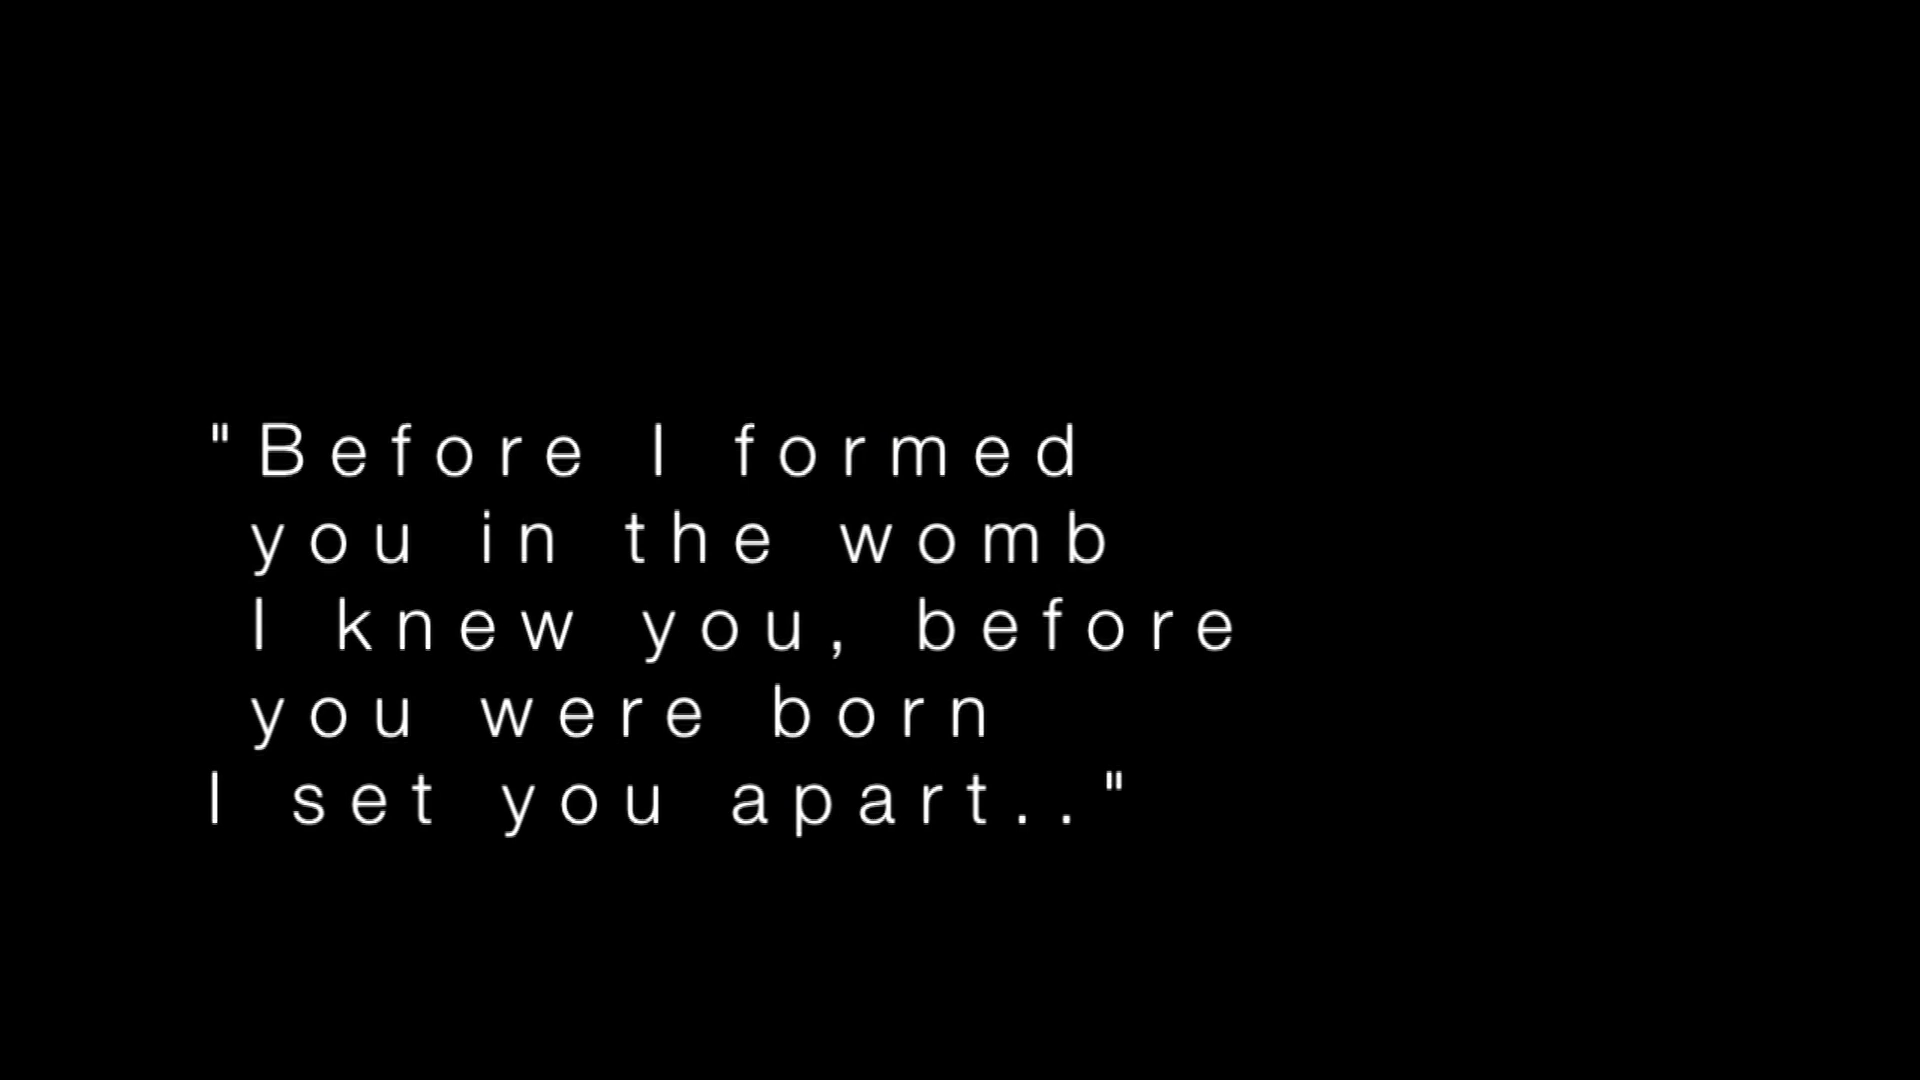 "Before I formed
you in the womb
I knew you, before
you were born
I set you apart.."